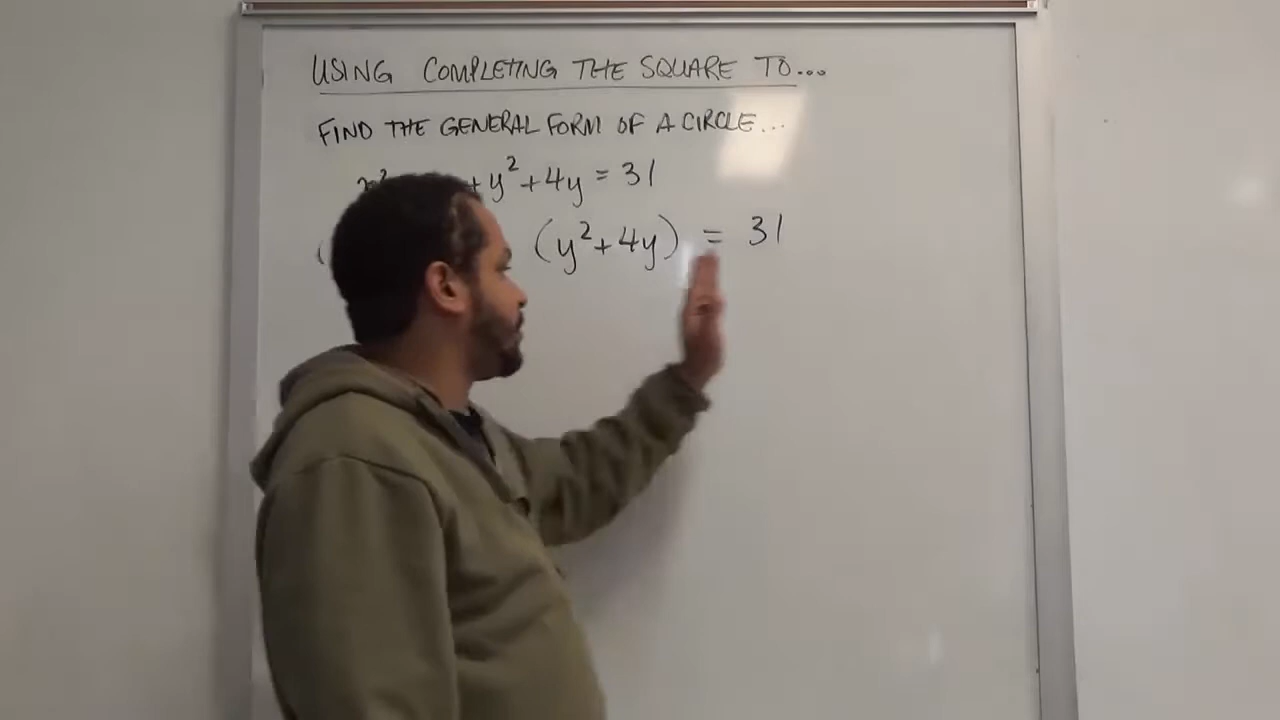 USING COMPLETING THE SQUARE TO...
FIND THE GENERAL FORM OF A CIRCLE...
+ y² + 4y = 31
( (y² + 4y) = 31